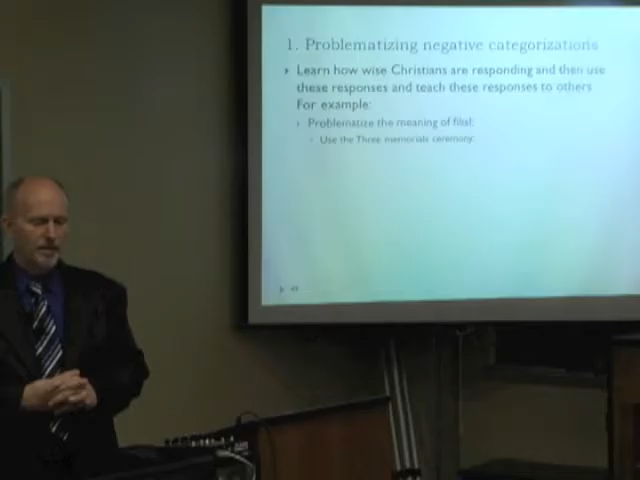 1. Problematizing negative categorizations
Learn how wise Christians are responding and then use
these responses and teach these responses to others
For example:
Problematize the meaning of filial:
Use the Three memorials ceremony